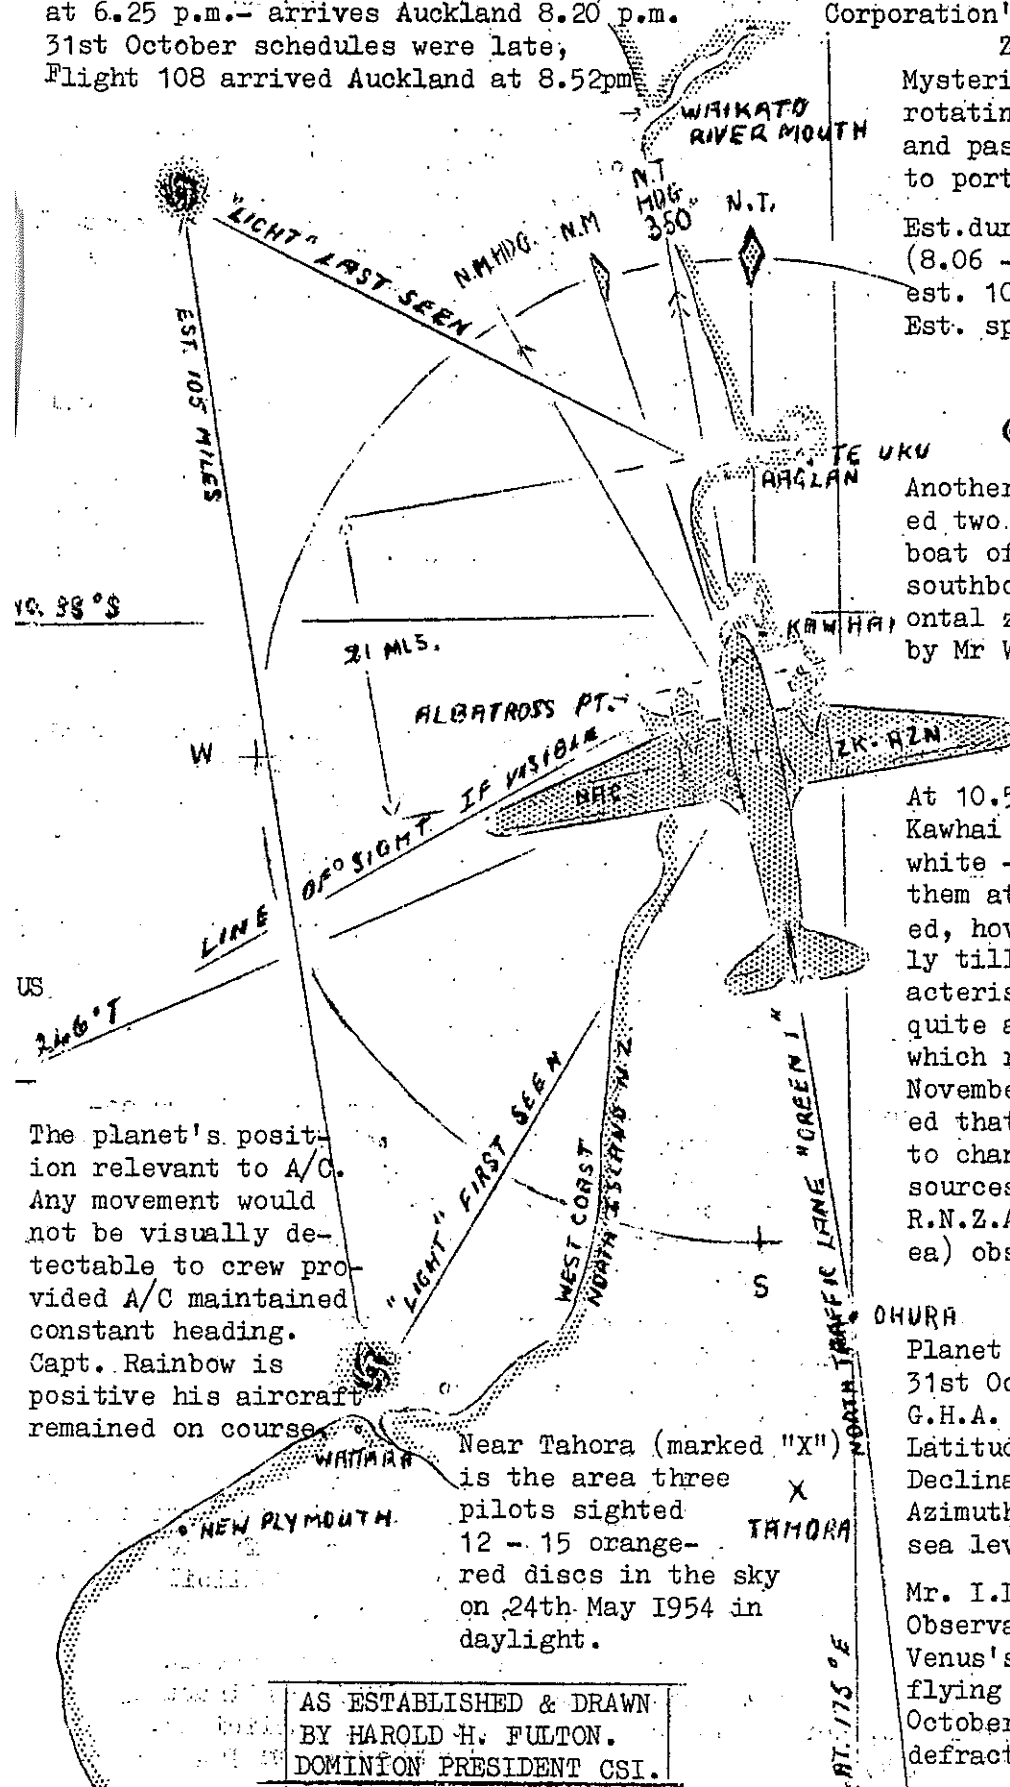 at 6.25 p.m.- arrives Auckland 8.20 p.m.
31st October schedules were late,
Flight 108 arrived Auckland at 8.52pm
Corporation'
Z
Mysteri
rotatin
and pas
to port
Est.dur
(8.06 -
est. 10
Est. sp
WAIKATO
RIVER MOUTH
N.T
HDG
350°
N.T.
N.M
N.M HDG.
"LIGHT" LAST SEEN
EST. 105 MILES
TE UKU
RAGLAN
Another
ed two
boat of
southbo
ontal z
by Mr W
38°S
KAWHAI
21 MLS.
ALBATROSS PT.
LINE OF SIGHT IF VISIBLE
W
ZK-AZN
NAC
At 10.5
Kawhai
white -
them at
ed, hov
ly till
acteris
quite a
which r
November
ed that
to char
sources
R.N.Z.A
ea) obs
US
246°T
"LIGHT" FIRST SEEN
WEST COAST
NORTH ISLAND N.Z.
NORTH TRAFFIC LANE "GREEN 1"
S
The planet's posit-
ion relevant to A/C.
Any movement would
not be visually de-
tectable to crew pro-
vided A/C maintained
constant heading.
Capt. Rainbow is
positive his aircraft
remained on course.
OHURA
Planet
31st Oc
G.H.A.
Latitud
Declina
Azimuth
sea lev
WAITARA
NEW PLYMOUTH
Near Tahora (marked "X")
is the area three
pilots sighted
12 - 15 orange-
red discs in the sky
on 24th May 1954 in
daylight.
X
TAHORA
Mr. I.I
Observa
Venus's
flying
October
defract
175°E
AS ESTABLISHED & DRAWN
BY HAROLD H. FULTON.
DOMINION PRESIDENT CSI.